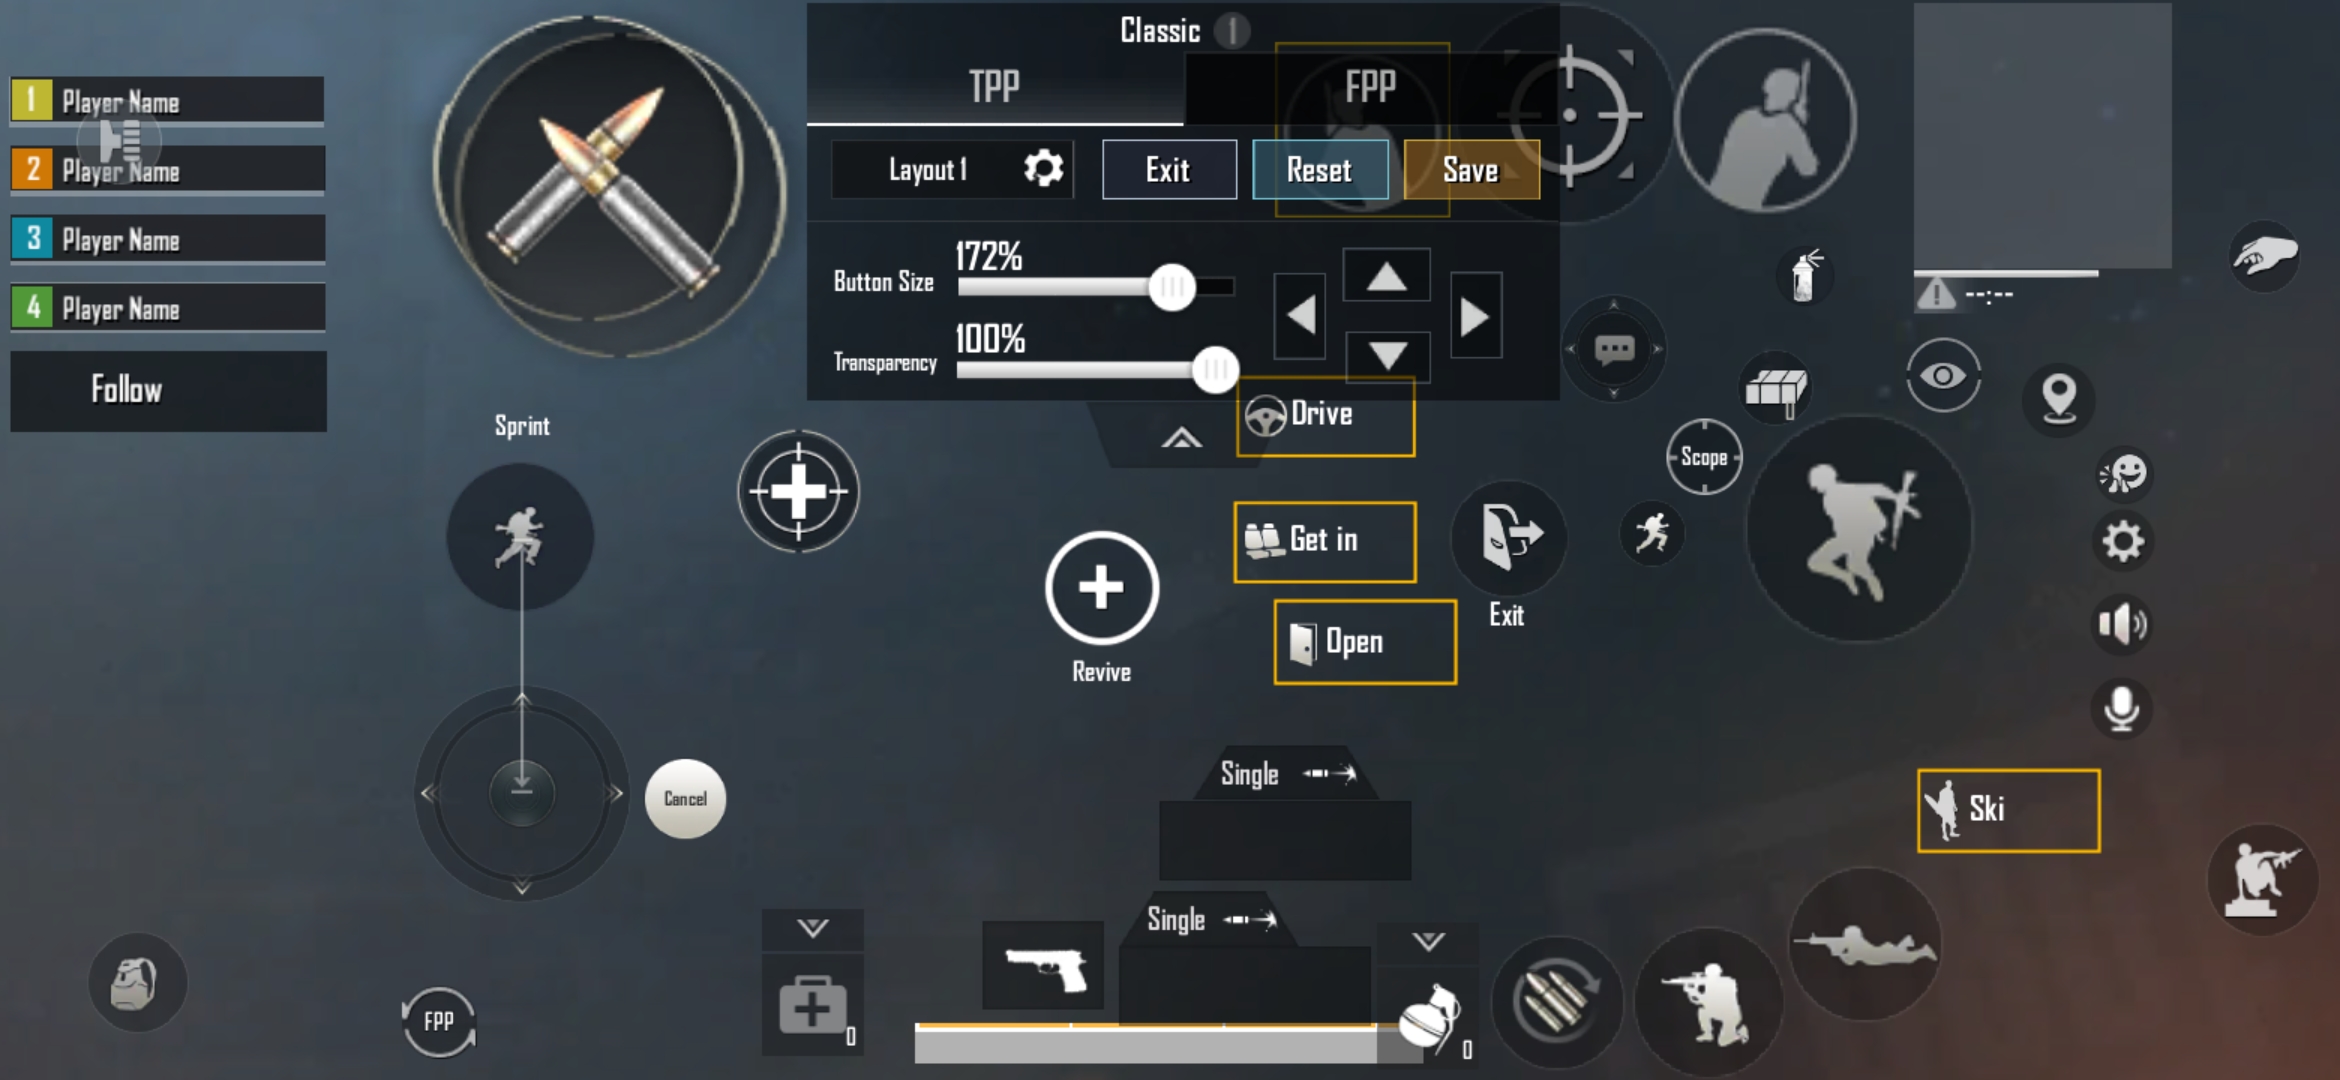 Classic 1
TPP
FPP
Layout 1
Exit
Reset
Save
Button Size
172%
Transparency
100%
1 Player Name
2 Player Name
3 Player Name
4 Player Name
Follow
--:--
Sprint
Drive
Scope
Get in
Exit
Open
Revive
Cancel
Single
Ski
Single
FPP
0
0